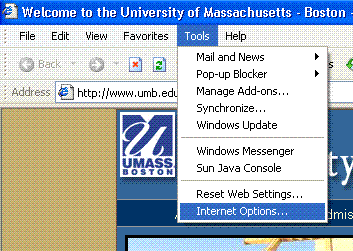 Welcome to the University of Massachusetts - Boston -
File Edit View Favorites Tools Help
Back
Address http://www.umb.edu
Mail and News
Pop-up Blocker
Manage Add-ons...
Synchronize...
Windows Update
Windows Messenger
Sun Java Console
Reset Web Settings...
Internet Options...
UMASS
BOSTON
A
dmis